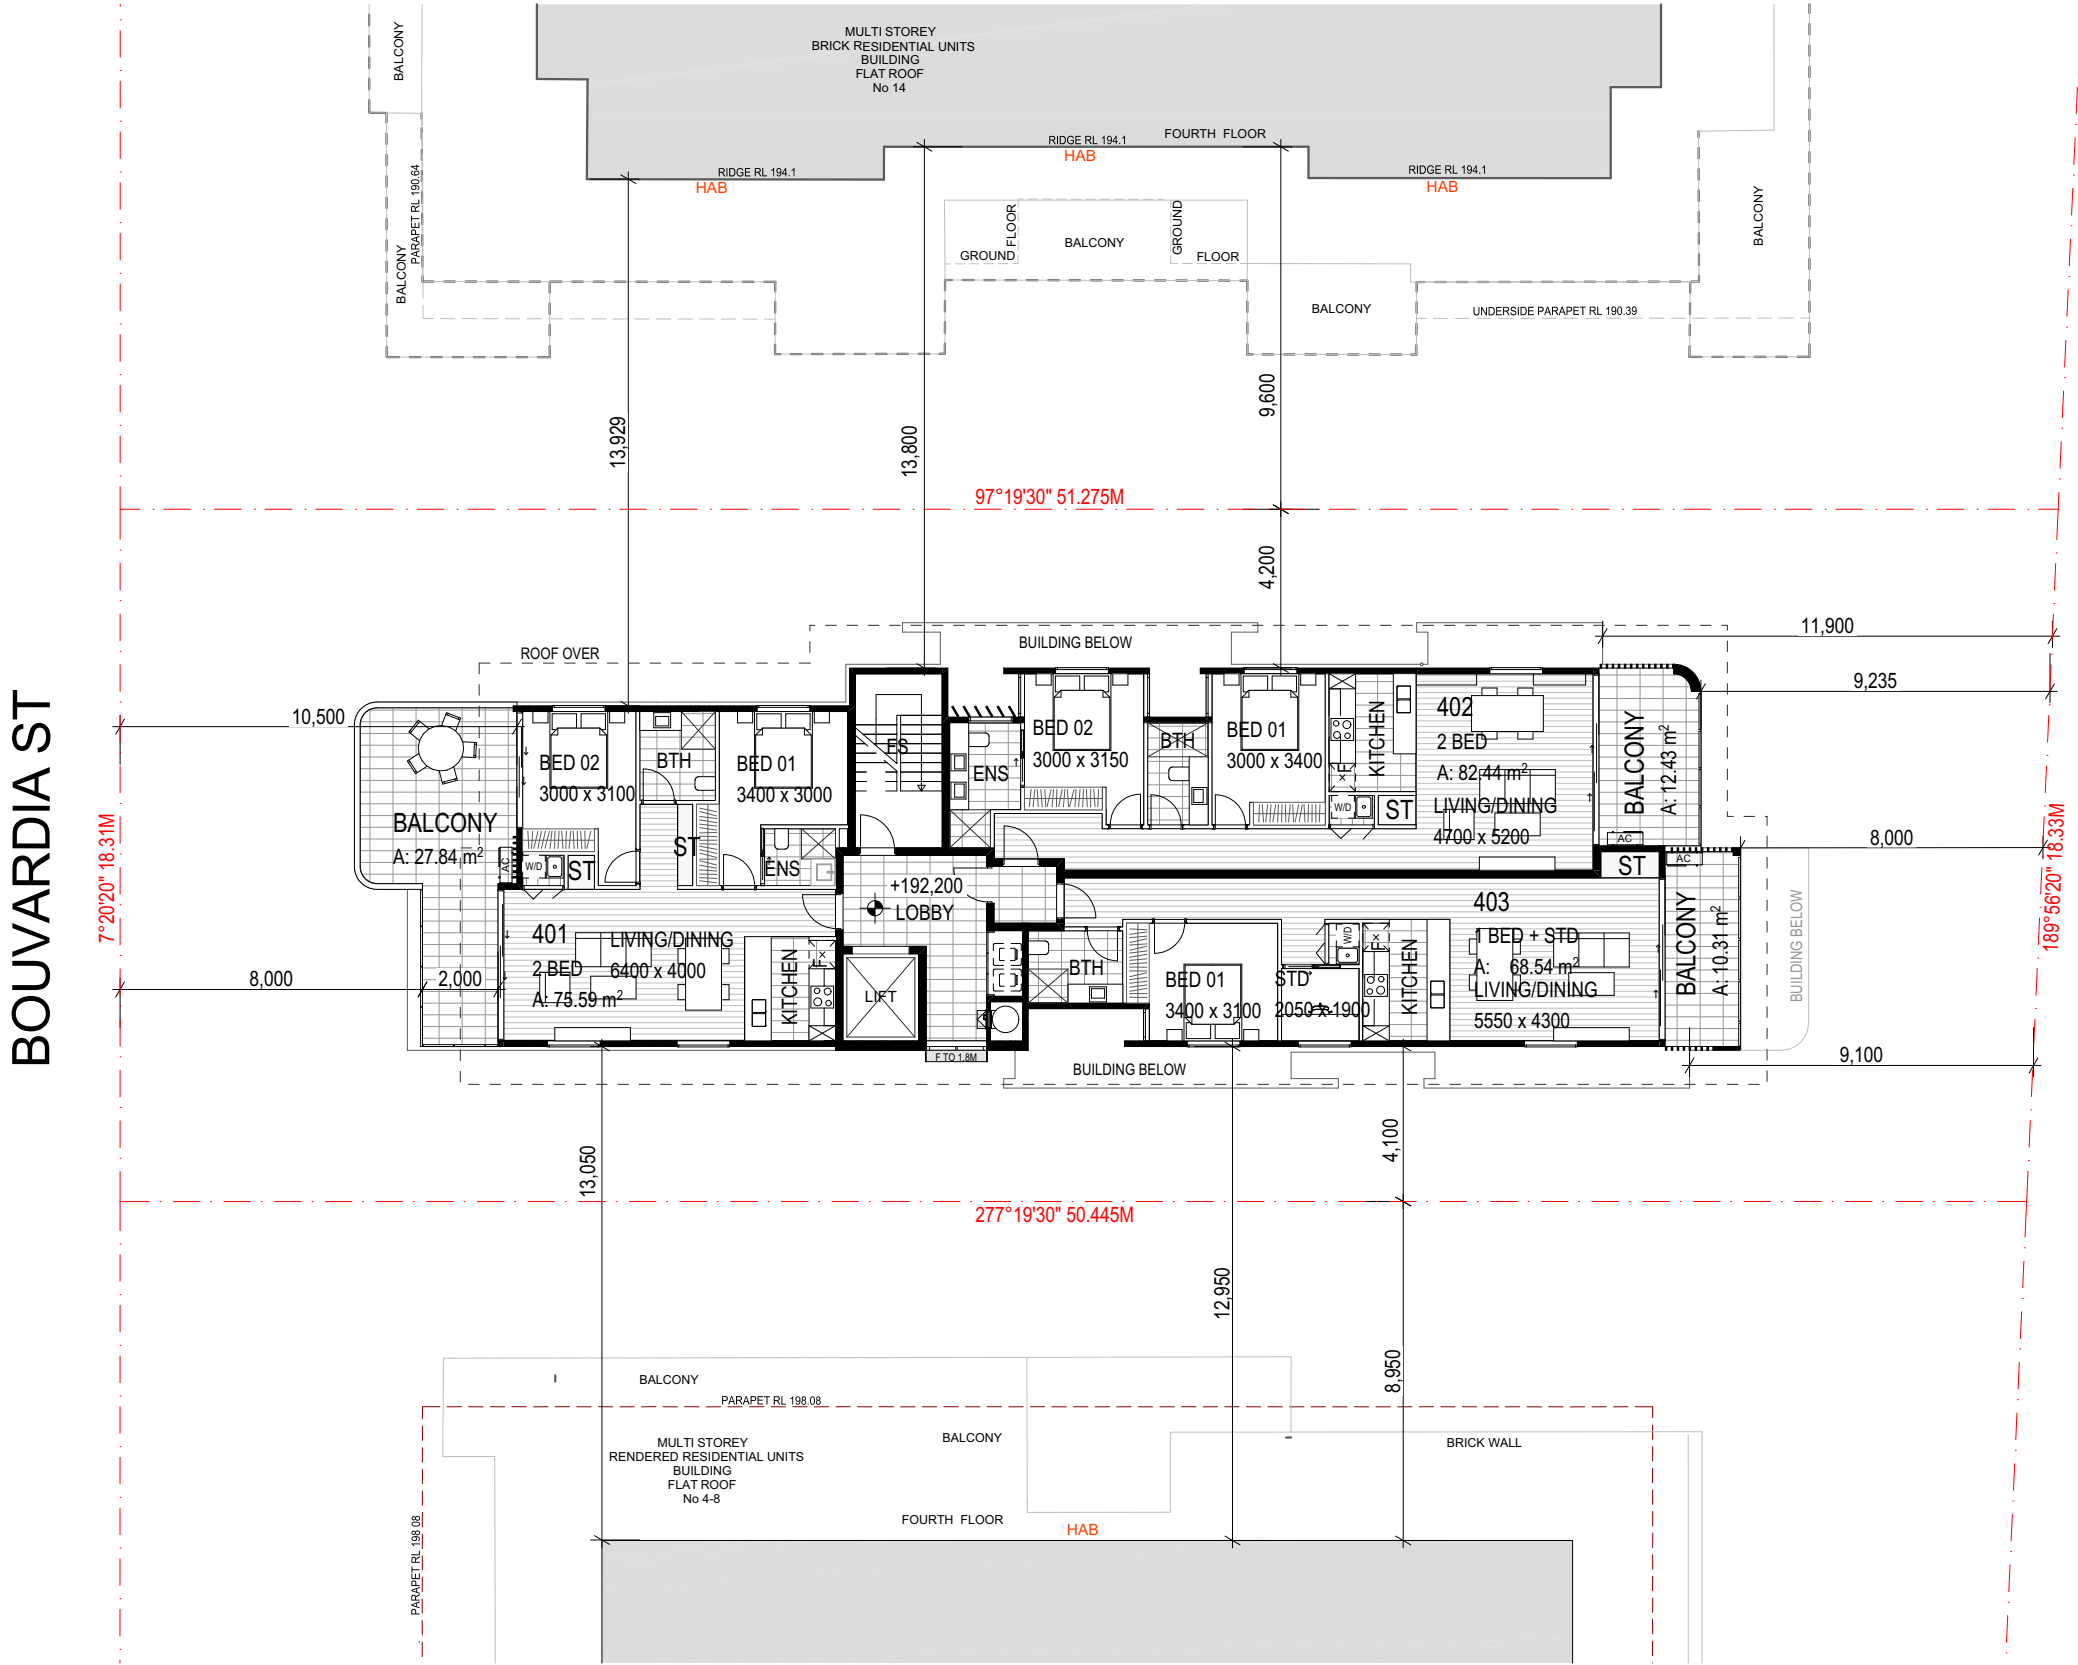 MULTI STOREY
BRICK RESIDENTIAL UNITS
BUILDING
FLAT ROOF
No 14
BALCONY
BALCONY
PARAPET RL 190.64
RIDGE RL 194.1
HAB
RIDGE RL 194.1
HAB
FOURTH FLOOR
RIDGE RL 194.1
HAB
GROUND
FLOOR
BALCONY
GROUND
FLOOR
BALCONY
UNDERSIDE PARAPET RL 190.39
BALCONY
13,929
13,800
9,600
97°19'30" 51.275M
4,200
ROOF OVER
BUILDING BELOW
11,900
9,235
10,500
BOUVARDIA ST
7°20'20" 18.31M
BALCONY
A: 27.84 m²
AC
BED 02
3000 x 3100
BTH
BED 01
3400 x 3000
W/D
ST
ST
ENS
FS
ENS
BED 02
3000 x 3150
BTH
BED 01
3000 x 3400
KITCHEN
F
W/D
ST
402
2 BED
A: 82.44 m²
LIVING/DINING
4700 x 5200
BALCONY
A: 12.43 m²
AC
ST
AC
8,000
189°56'20" 18.33M
+192,200
LOBBY
401
2 BED
A: 75.59 m²
LIVING/DINING
6400 x 4000
KITCHEN
F
LIFT
8,000
2,000
F TO 1.8M
BTH
BED 01
3400 x 3100
STD
2050 x 1900
W/D
F
KITCHEN
403
1 BED + STD
A: 68.54 m²
LIVING/DINING
5550 x 4300
BALCONY
A: 10.31 m²
BUILDING BELOW
9,100
BUILDING BELOW
13,050
4,100
277°19'30" 50.445M
12,950
8,950
BALCONY
PARAPET RL 198.08
MULTI STOREY
RENDERED RESIDENTIAL UNITS
BUILDING
FLAT ROOF
No 4-8
BALCONY
BRICK WALL
FOURTH FLOOR
HAB
PARAPET RL 198 08